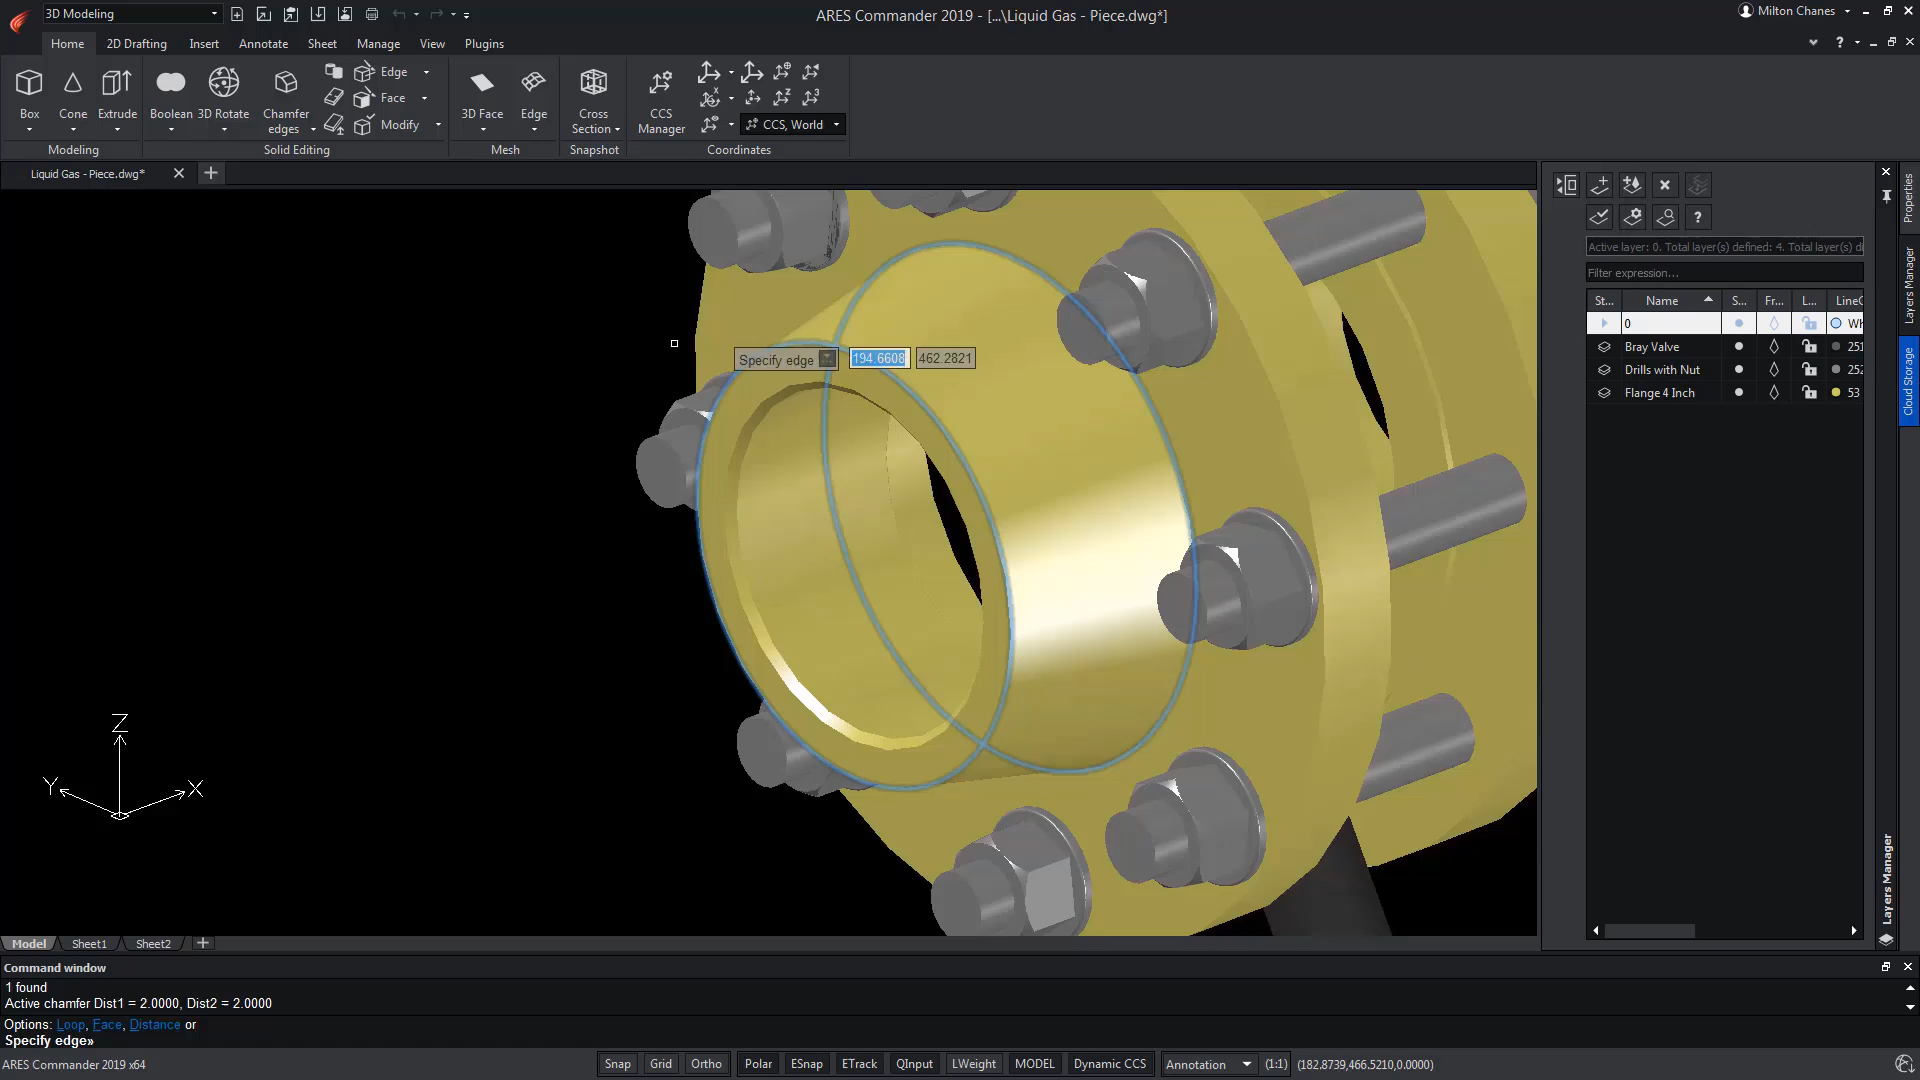 3D Modeling
ARES Commander 2019 - [...\Liquid Gas - Piece.dwg*]
Milton Chanes
Home 2D Drafting Insert Annotate Sheet Manage View Plugins
?
Box Cone Extrude
Boolean 3D Rotate Chamfer edges
Edge
Face
Modify
3D Face Edge
Cross Section
CCS Manager
CCS, World
Modeling Solid Editing Mesh Snapshot Coordinates
Liquid Gas - Piece.dwg*
Specify edge 194.6608 462.2821
Z
Y
X
?
Active layer: 0. Total layer(s) defined: 4. Total layer(s) di
Filter expression...
St... Name S... Fr... L... LineC
0 Wh
Bray Valve 251
Drills with Nut 252
Flange 4 Inch 53
Properties
Layers Manager
Cloud Storage
Layers Manager
Model Sheet1 Sheet2
Command window
1 found
Active chamfer Dist1 = 2.0000, Dist2 = 2.0000
Options: Loop, Face, Distance or
Specify edge»
ARES Commander 2019 x64
Snap Grid Ortho Polar ESnap ETrack QInput LWeight MODEL Dynamic CCS Annotation (1:1) (182.8739,466.5210,0.0000)